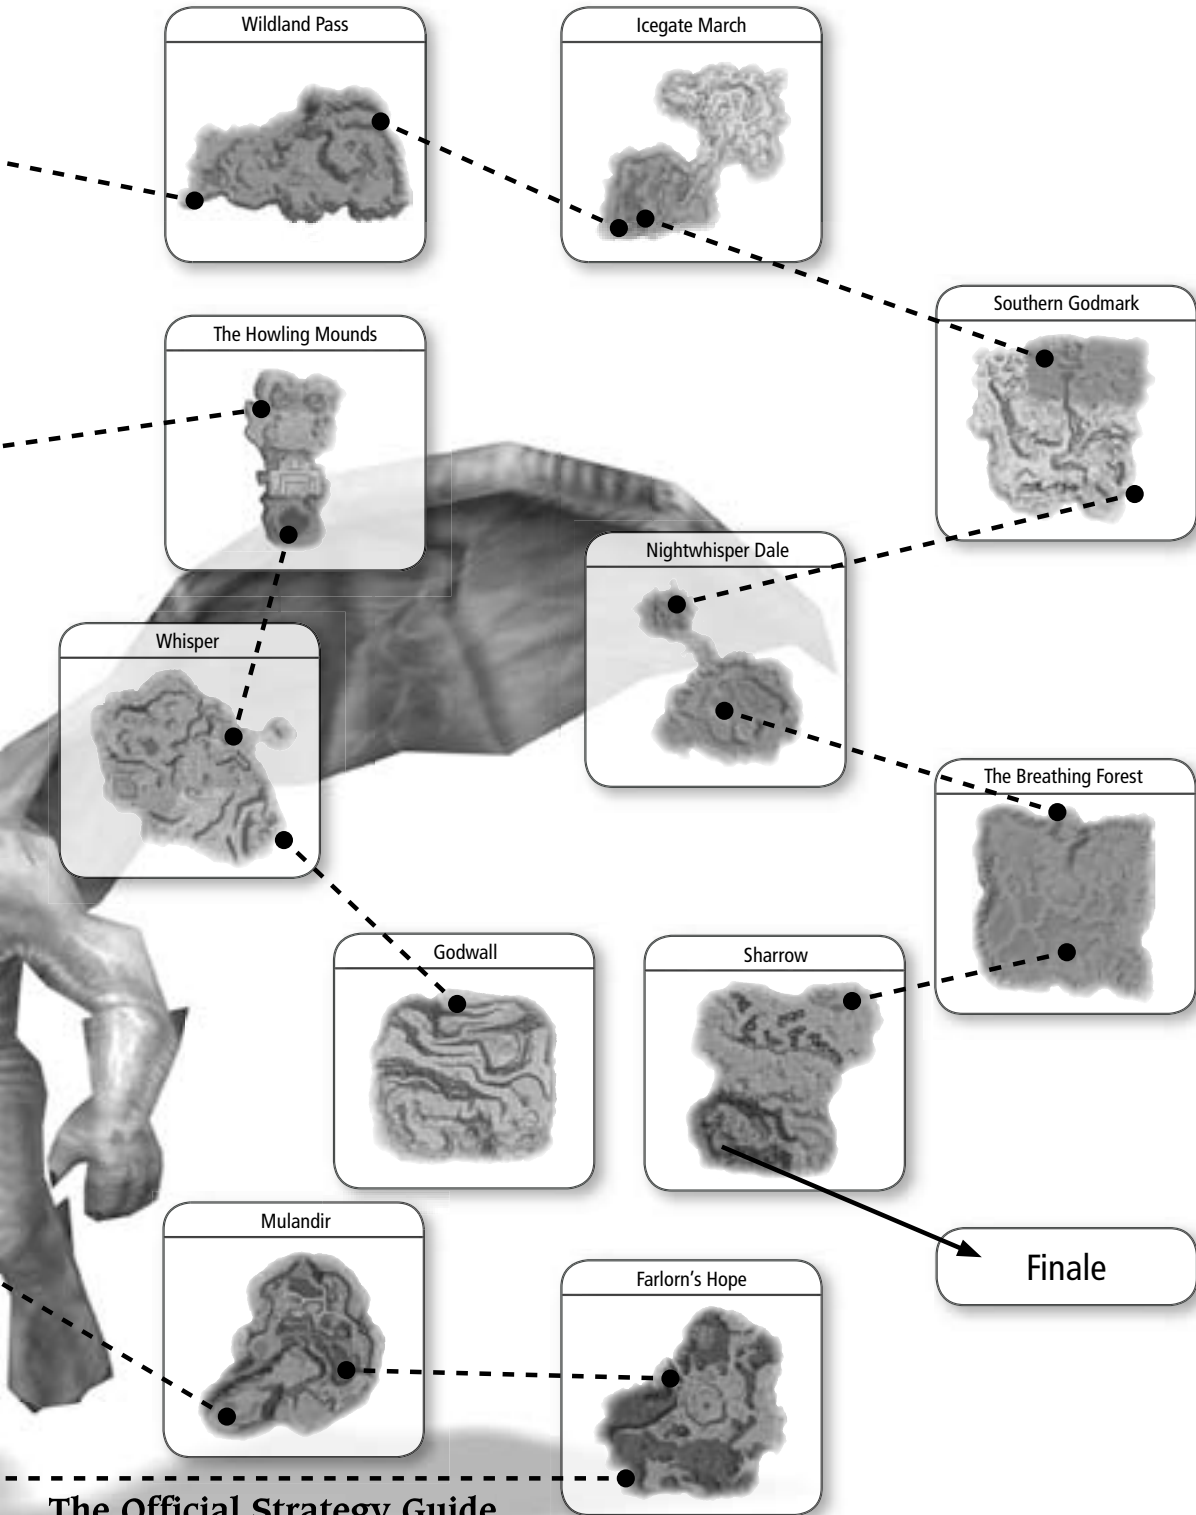 Wildland Pass
Icegate March
Southern Godmark
The Howling Mounds
Nightwhisper Dale
Whisper
The Breathing Forest
Godwall
Sharrow
Mulandir
Finale
Farlorn's Hope
The Official Strategy Guide